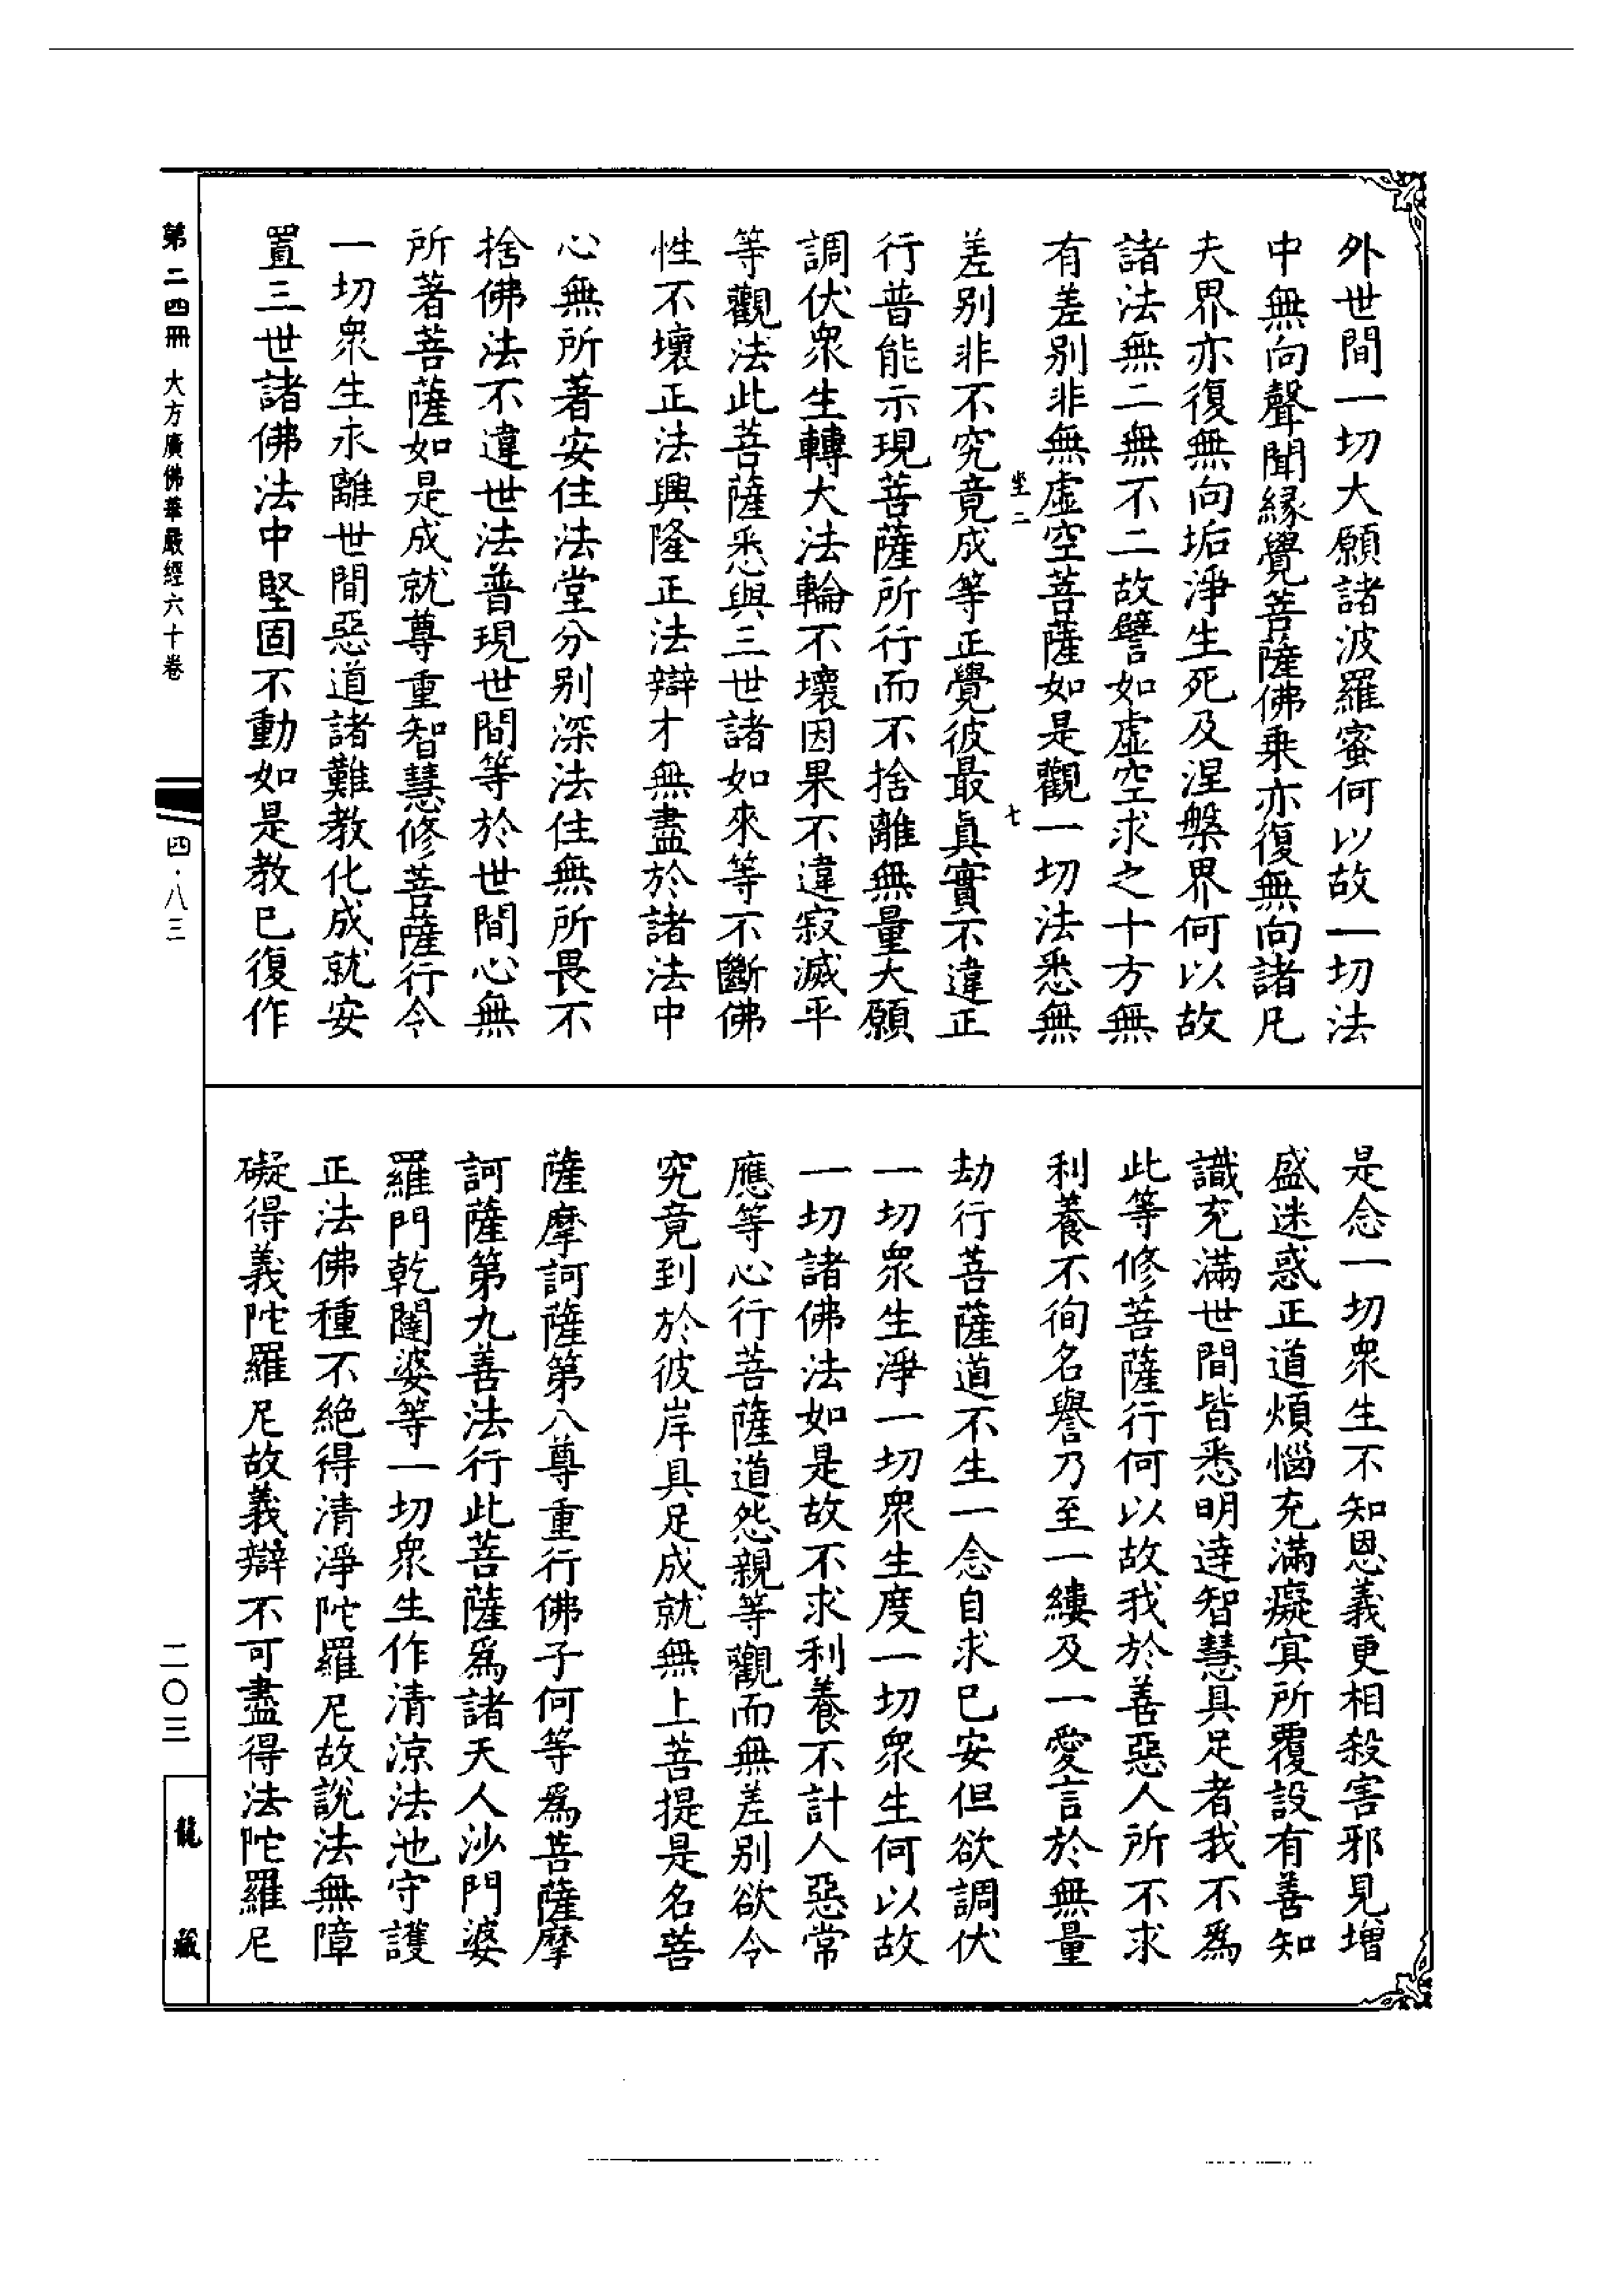 外世間一切大願諸波羅蜜何以故一切法
中無向聲聞緣覺菩薩佛乘亦復無向諸凡
夫界亦復無向垢淨生死及涅槃界何以故
諸法無二無不二故譬如虛空求之十方無
有差別非無虛空菩薩如是觀一切法悉無
坐二
七
差別非不究竟成等正覺彼最真實不違正
行普能示現菩薩所行而不捨離無量大願
調伏眾生轉大法輪不壞因果不違寂滅平
等觀法此菩薩悉與三世諸如來等不斷佛
性不壞正法興隆正法辯才無盡於諸法中
心無所著安住法堂分別深法住無所畏不
捨佛法不違世法普現世間等於世間心無
所著菩薩如是成就尊重智慧修菩薩行令
一切眾生永離世間惡道諸難教化成就安
置三世諸佛法中堅固不動如是教已復作
是念一切眾生不知恩義更相殺害邪見增
盛迷惑正道煩惱充滿癡㝠所覆設有善知
識充滿世間皆悉明達智慧具足者我不為
此等修菩薩行何以故我於善惡人所不求
利養不徇名譽乃至一縷及一愛言於無量
劫行菩薩道不生一念自求已安但欲調伏
一切眾生淨一切眾生度一切眾生何以故
一切諸佛法如是故不求利養不計人惡常
應等心行菩薩道怨親等觀而無差別欲令
究竟到於彼岸具足成就無上菩提是名菩
薩摩訶薩第八尊重行佛子何等為菩薩摩
訶薩第九善法行此菩薩為諸天人沙門婆
羅門乾闥婆等一切眾生作清涼法池守護
正法佛種不絕得清淨陀羅尼故說法無障
礙得義陀羅尼故義辯不可盡得法陀羅尼
第二四冊 大方廣佛華嚴經六十卷
四·八三
二〇三
龍藏